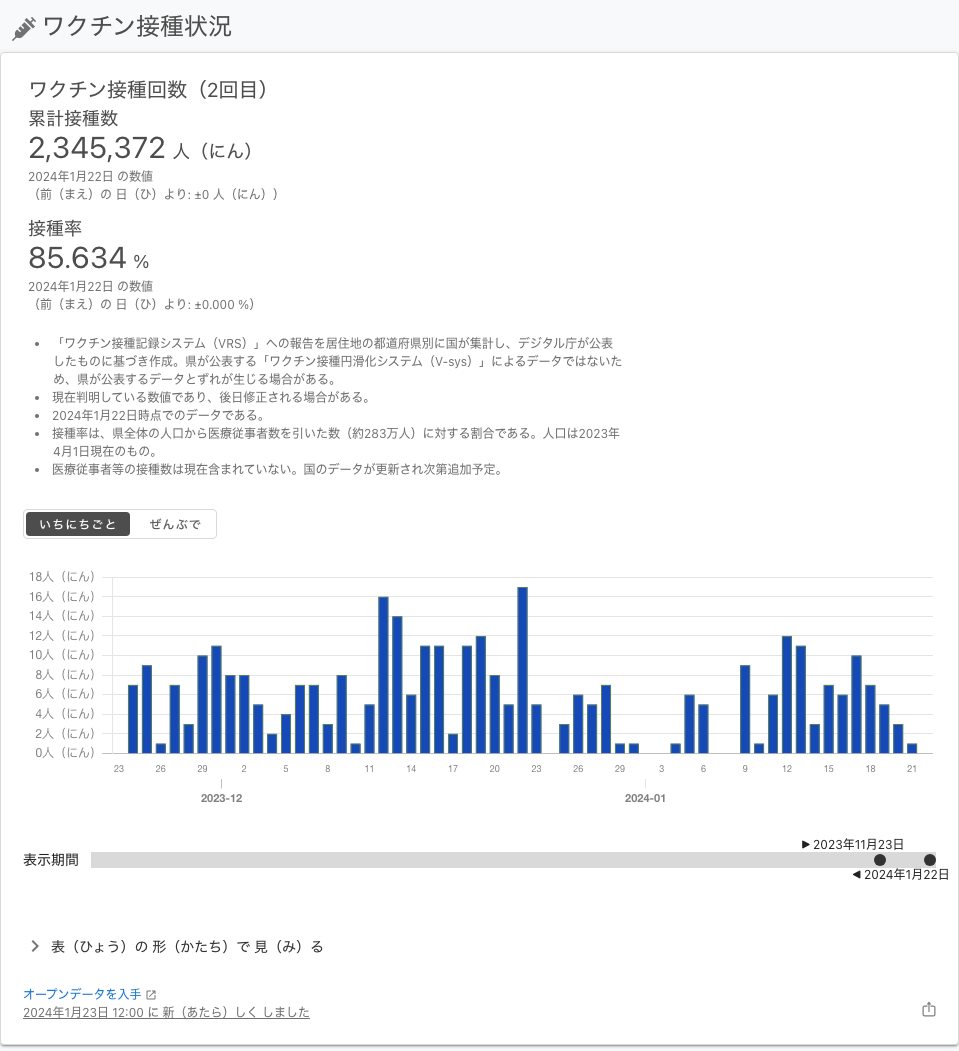 ワクチン接種状況
ワクチン接種回数（2回目）
累計接種数
2,345,372 人（にん）
2024年1月22日 の数値
（前（まえ）の 日（ひ）より: ±0 人（にん））
接種率
85.634 %
2024年1月22日 の数値
（前（まえ）の 日（ひ）より: ±0.000 %）
• 「ワクチン接種記録システム（VRS）」への報告を居住地の都道府県別に国が集計し、デジタル庁が公表
したものに基づき作成。県が公表する「ワクチン接種円滑化システム（V-sys）」によるデータではないた
め、県が公表するデータとずれが生じる場合がある。
• 現在判明している数値であり、後日修正される場合がある。
• 2024年1月22日時点でのデータである。
• 接種率は、県全体の人口から医療従事者数を引いた数（約283万人）に対する割合である。人口は2023年
4月1日現在のもの。
• 医療従事者等の接種数は現在含まれていない。国のデータが更新され次第追加予定。
いちにちごと ぜんぶで
18人（にん）
16人（にん）
14人（にん）
12人（にん）
10人（にん）
8人（にん）
6人（にん）
4人（にん）
2人（にん）
0人（にん）
23 26 29 2 5 8 11 14 17 20 23 26 29 3 6 9 12 15 18 21
2023-12 2024-01
▶ 2023年11月23日
表示期間
◀ 2024年1月22日
表（ひょう）の 形（かたち）で 見（み）る
オープンデータを入手
2024年1月23日 12:00 に 新（あたら）しく しました